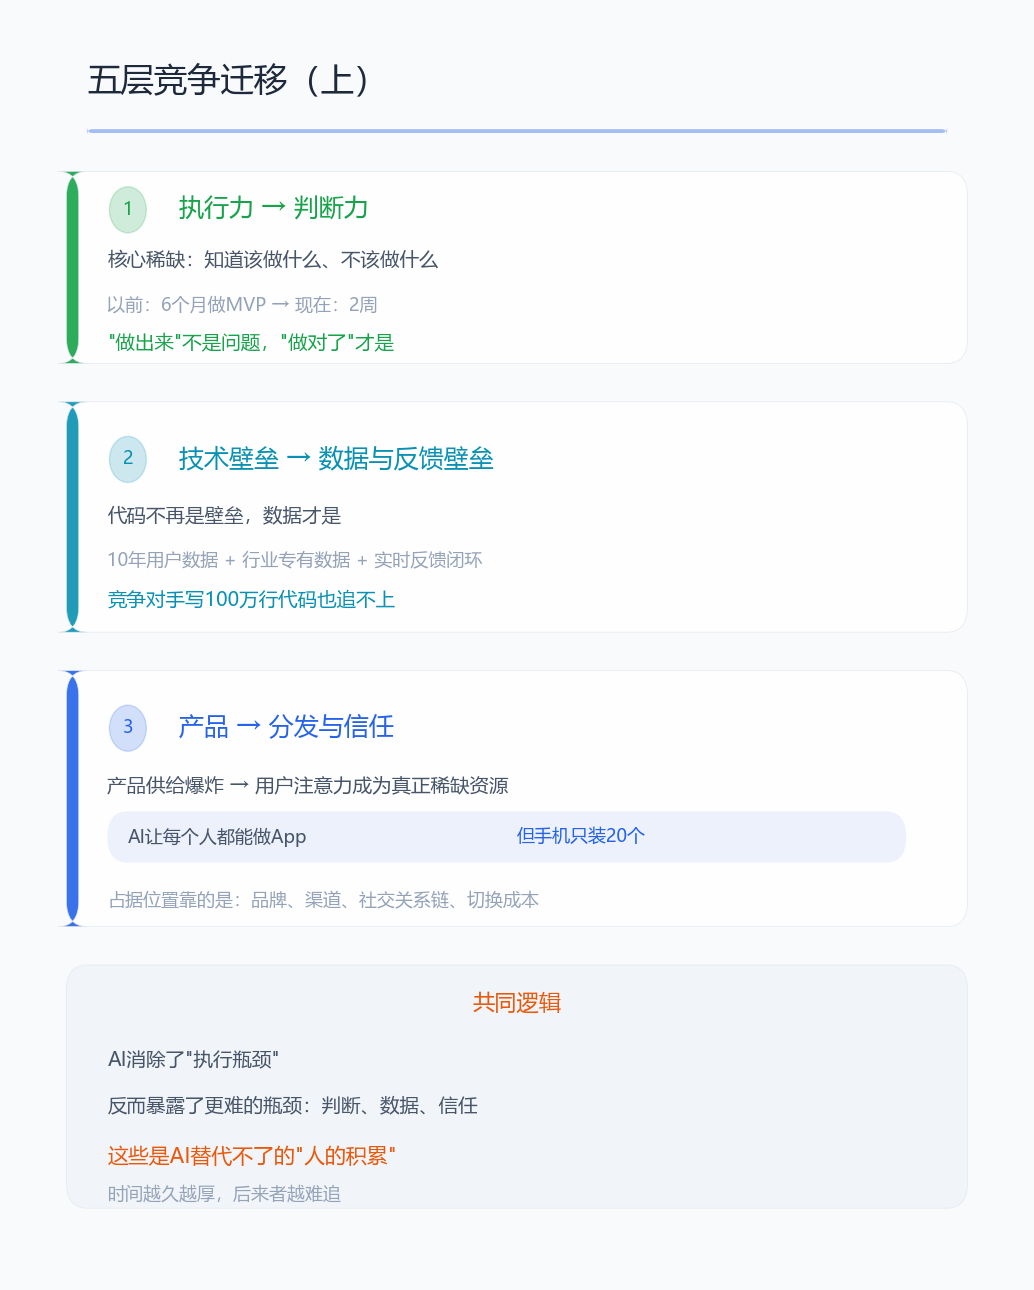 五层竞争迁移（上）
1
执行力 → 判断力
核心稀缺：知道该做什么、不该做什么
以前：6个月做MVP → 现在：2周
"做出来"不是问题，"做对了"才是
2
技术壁垒 → 数据与反馈壁垒
代码不再是壁垒，数据才是
10年用户数据 + 行业专有数据 + 实时反馈闭环
竞争对手写100万行代码也追不上
3
产品 → 分发与信任
产品供给爆炸 → 用户注意力成为真正稀缺资源
AI让每个人都能做App
但手机只装20个
占据位置靠的是：品牌、渠道、社交关系链、切换成本
共同逻辑
AI消除了"执行瓶颈"
反而暴露了更难的瓶颈：判断、数据、信任
这些是AI替代不了的"人的积累"
时间越久越厚，后来者越难追